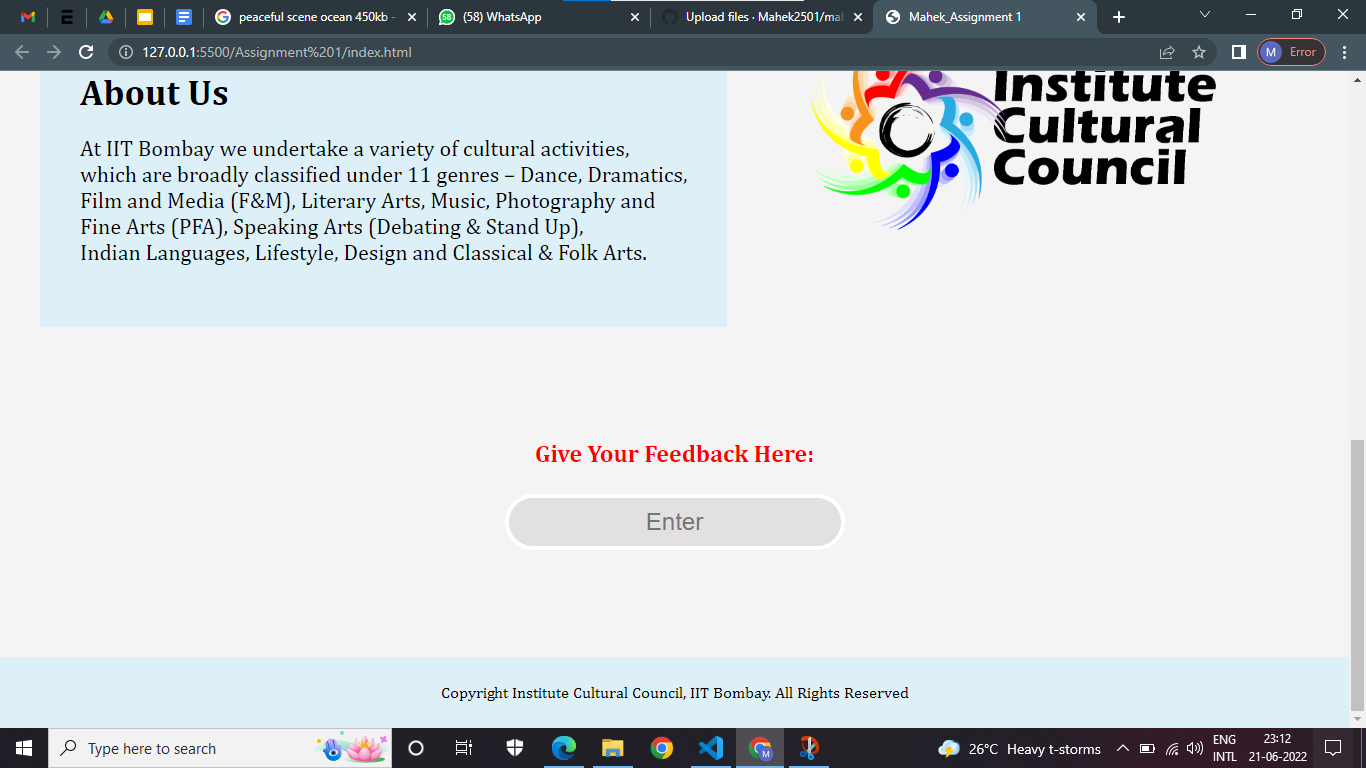 peaceful scene ocean 450kb -
(58) WhatsApp
Upload files · Mahek2501/mah
Mahek_Assignment 1
127.0.0.1:5500/Assignment%201/index.html
M
Error
About Us
At IIT Bombay we undertake a variety of cultural activities,
which are broadly classified under 11 genres – Dance, Dramatics,
Film and Media (F&M), Literary Arts, Music, Photography and
Fine Arts (PFA), Speaking Arts (Debating & Stand Up),
Indian Languages, Lifestyle, Design and Classical & Folk Arts.
Institute
Cultural
Council
Give Your Feedback Here:
Enter
Copyright Institute Cultural Council, IIT Bombay. All Rights Reserved
Type here to search
26°C Heavy t-storms
ENG
INTL
23:12
21-06-2022